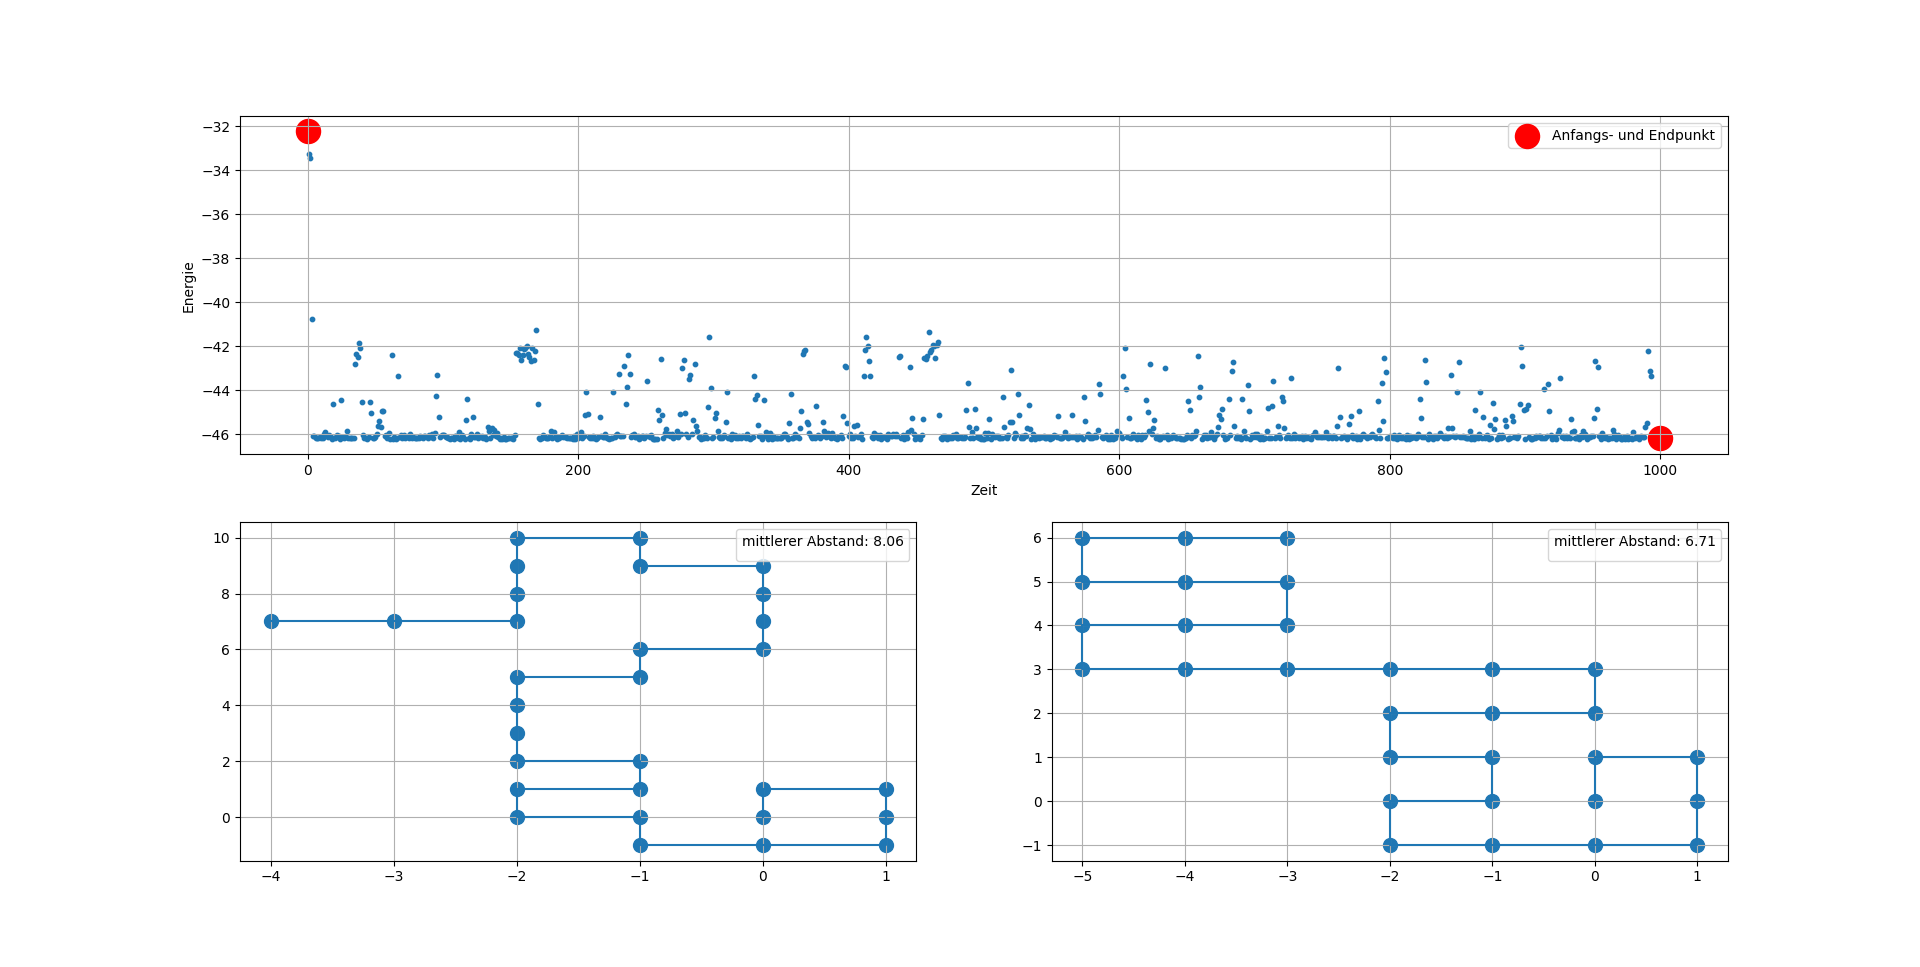 −32
−34
−36
−38
−40
−42
−44
−46
Energie
Anfangs- und Endpunkt
0 200 400 600 800 1000
Zeit
10
8
6
4
2
0
mittlerer Abstand: 8.06
−4 −3 −2 −1 0 1
6
5
4
3
2
1
0
−1
mittlerer Abstand: 6.71
−5 −4 −3 −2 −1 0 1